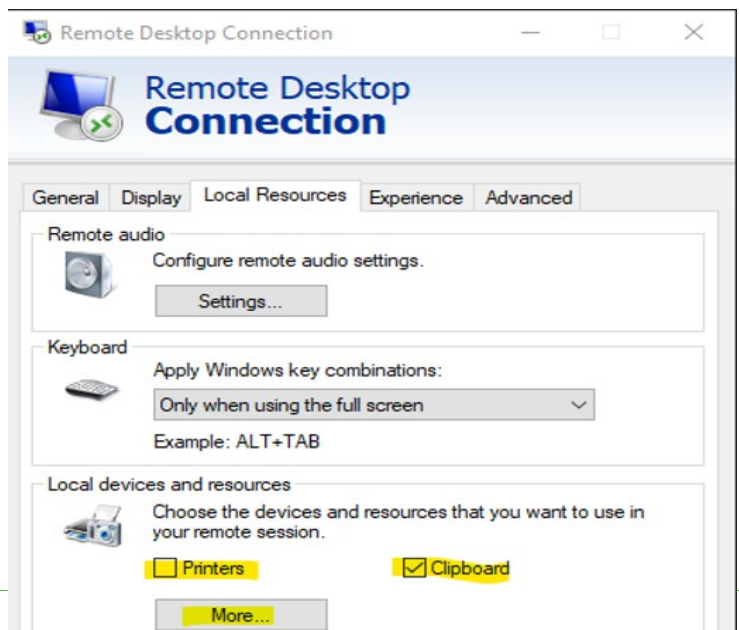 Remote Desktop Connection
Remote Desktop
Connection
General Display Local Resources Experience Advanced
Remote audio
Configure remote audio settings.
Settings...
Keyboard
Apply Windows key combinations:
Only when using the full screen
Example: ALT+TAB
Local devices and resources
Choose the devices and resources that you want to use in
your remote session.
Printers Clipboard
More...